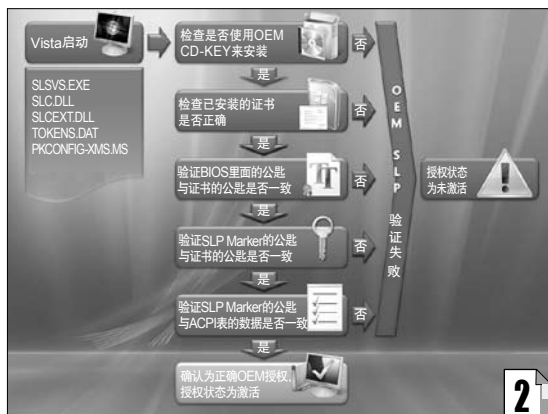 Vista启动
SLSVS.EXE
SLC.DLL
SLCEXT.DLL
TOKENS.DAT
PKCONFIG-XMS.MS
检查是否使用OEM
CD-KEY来安装
否
是
检查已安装的证书
是否正确
否
是
验证BIOS里面的公匙
与证书的公匙是否一致
否
是
验证SLP Marker的公匙
与证书的公匙是否一致
否
是
验证SLP Marker的公匙
与ACPI表的数据是否一致
否
是
确认为正确OEM授权,
授权状态为激活
OEM SLP 验证失败
授权状态
为未激活
2